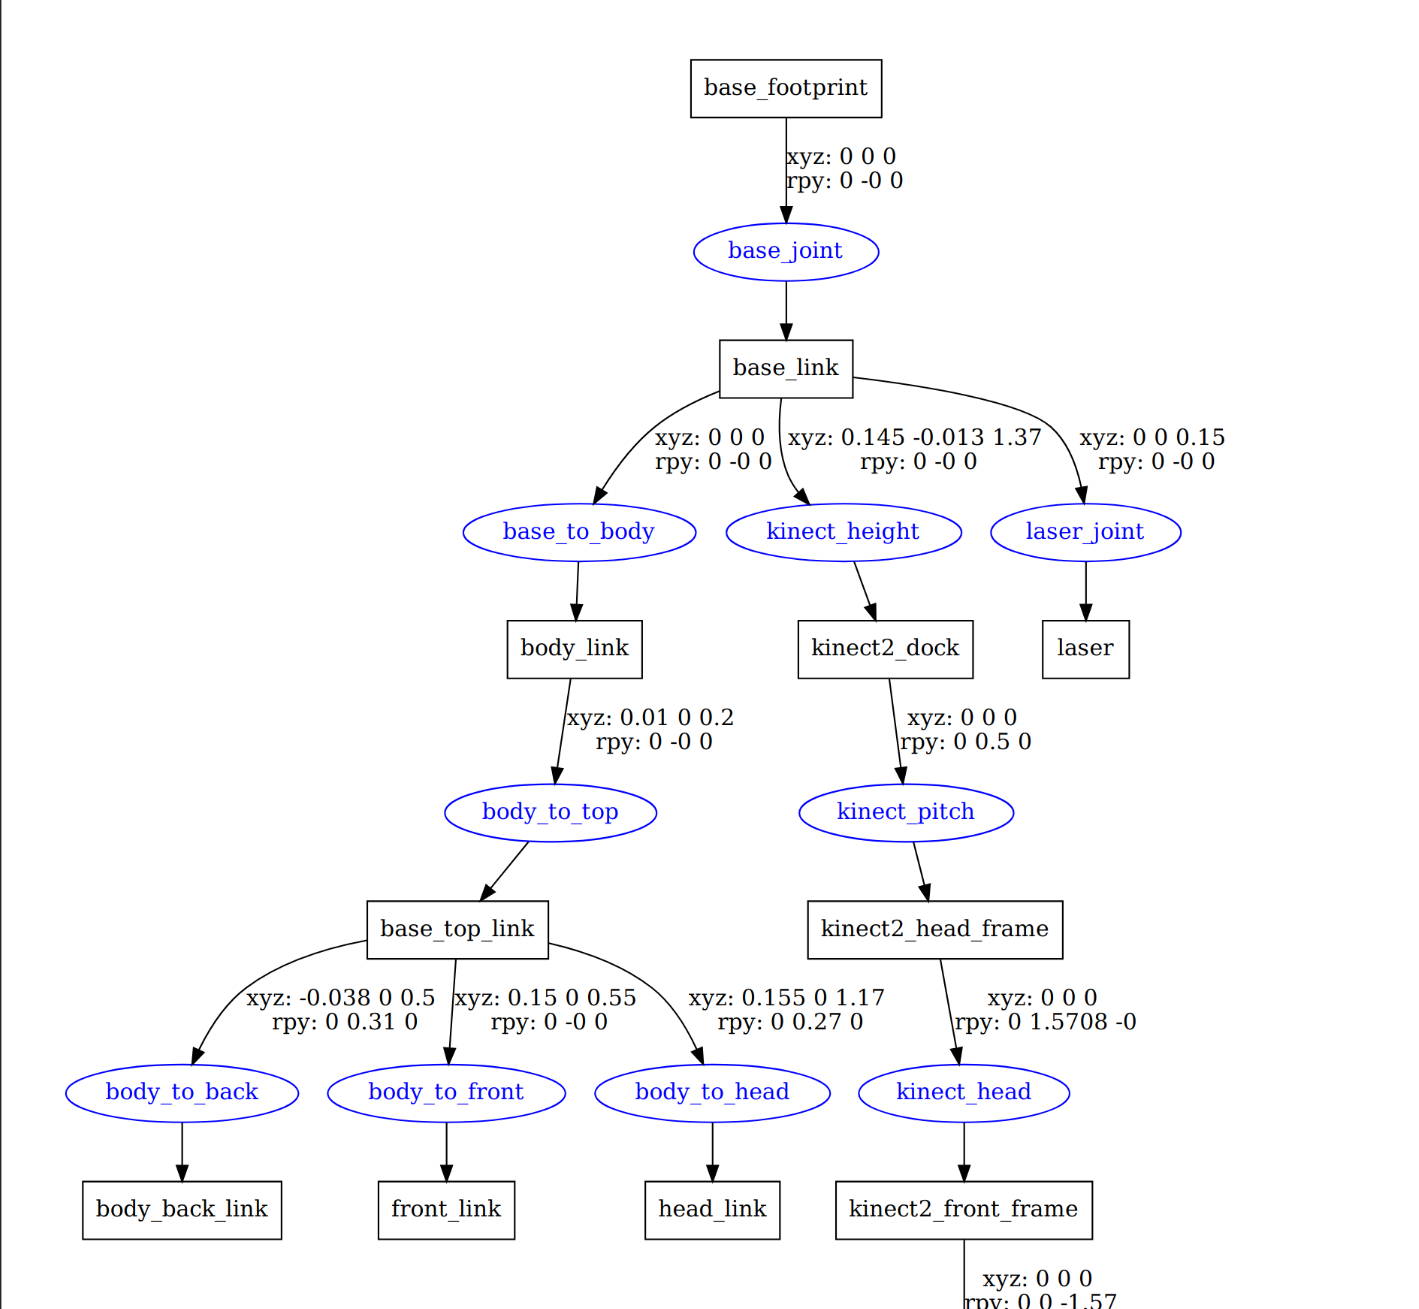 base_footprint
xyz: 0 0 0
rpy: 0 -0 0
base_joint
base_link
xyz: 0 0 0
rpy: 0 -0 0
xyz: 0.145 -0.013 1.37
rpy: 0 -0 0
xyz: 0 0 0.15
rpy: 0 -0 0
base_to_body
kinect_height
laser_joint
body_link
kinect2_dock
laser
xyz: 0.01 0 0.2
rpy: 0 -0 0
xyz: 0 0 0
rpy: 0 0.5 0
body_to_top
kinect_pitch
base_top_link
kinect2_head_frame
xyz: -0.038 0 0.5
rpy: 0 0.31 0
xyz: 0.15 0 0.55
rpy: 0 -0 0
xyz: 0.155 0 1.17
rpy: 0 0.27 0
xyz: 0 0 0
rpy: 0 1.5708 -0
body_to_back
body_to_front
body_to_head
kinect_head
body_back_link
front_link
head_link
kinect2_front_frame
xyz: 0 0 0
rpy: 0 0 -1.57